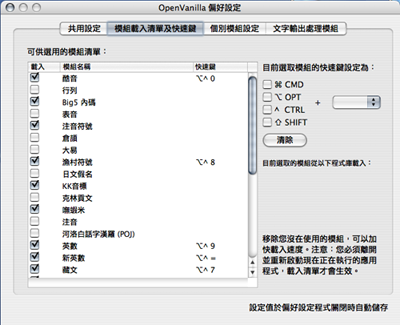 OpenVanilla 偏好設定
共用設定 模組載入清單及快速鍵 個別模組設定 文字輸出處理模組
可供選用的模組清單：
載入 模組名稱 快速鍵
酷音 ⌥^ 0
行列
Big5 內碼
表音
注音符號
倉頡
大易
漁村符號 ⌥^ 8
日文假名
KK音標
克林貢文
嘸蝦米
注音
河洛白話字漢羅 (POJ)
英數 ⌥^ 9
新英數 ⌥^ =
藏文 ⌥^ 7
目前選取模組的快速鍵設定為：
⌘ CMD
⌥ OPT
^ CTRL
⇧ SHIFT
+
清除
目前選取的模組從以下程式庫載入：
移除您沒在使用的模組，可以加
快載入速度。注意：您必須離開
並重新啟動現在正在執行的應用
程式，載入清單才會生效。
設定值於偏好設定程式關閉時自動儲存